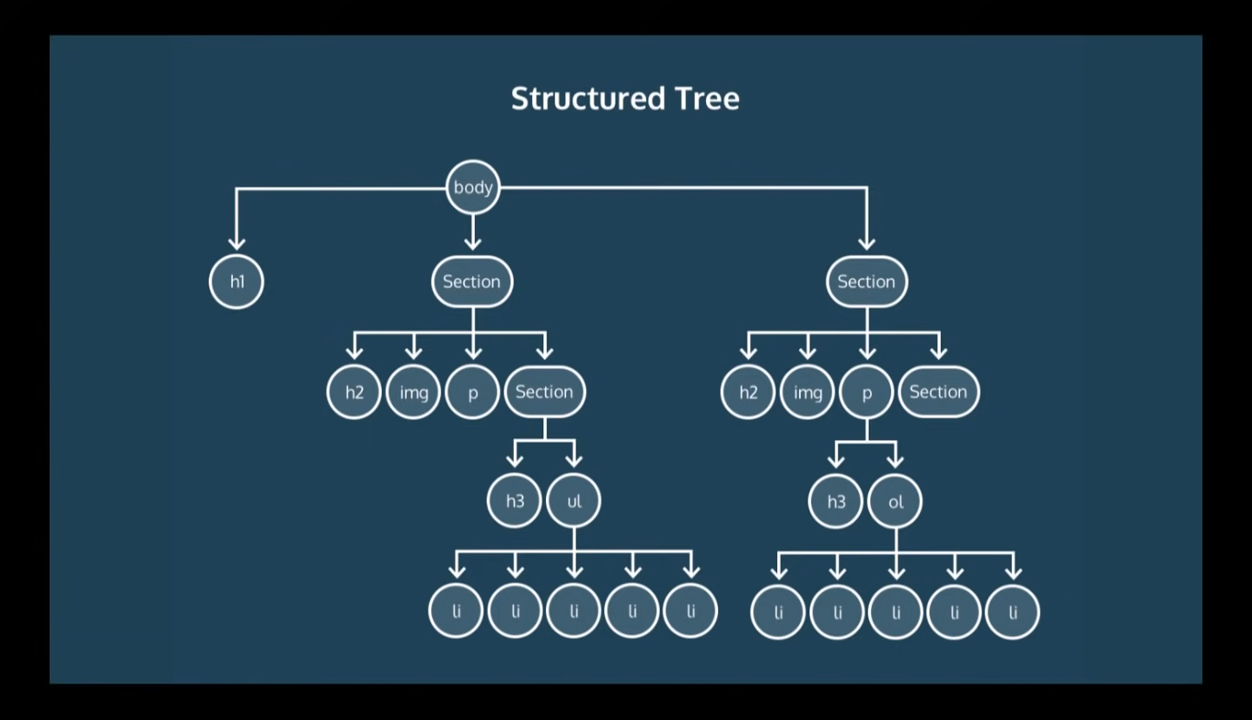 Structured Tree
body
h1
Section
Section
h2 img p Section
h2 img p Section
h3 ul
h3 ol
li li li li li
li li li li li